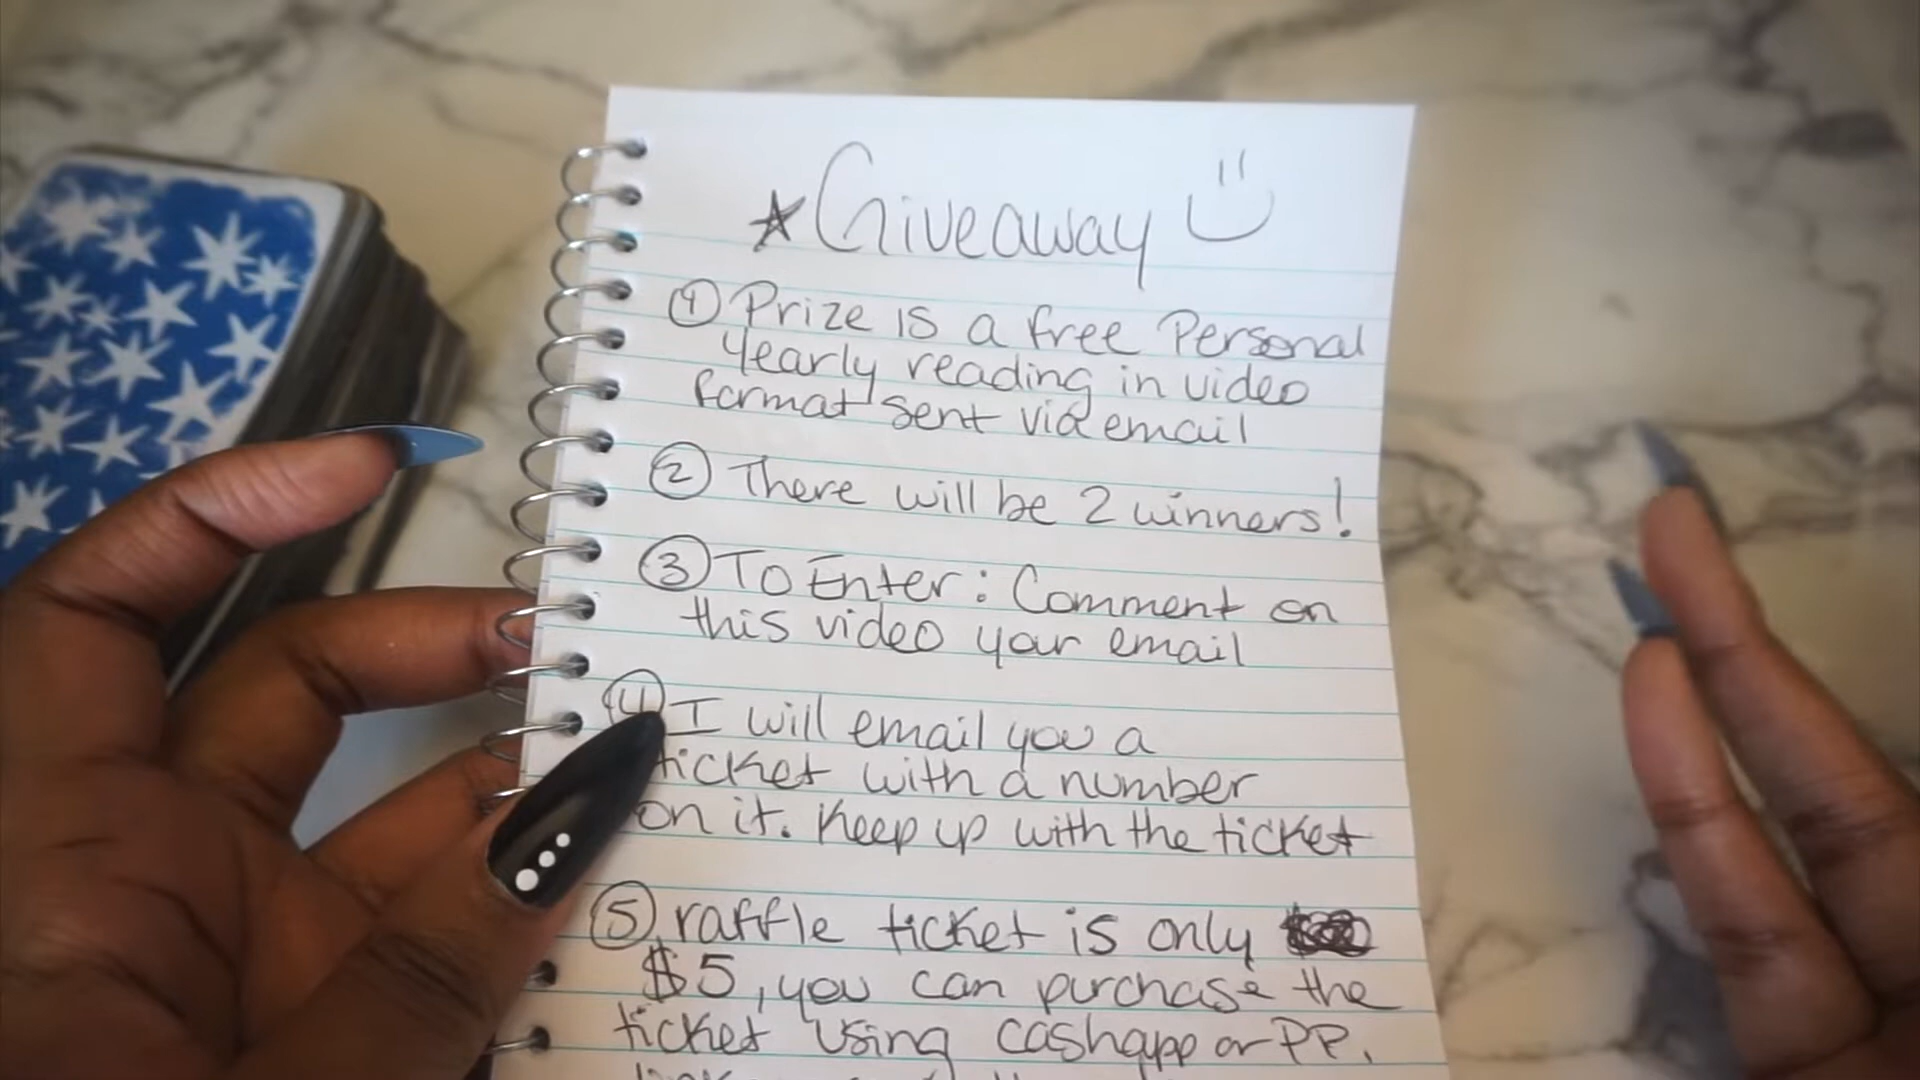 ★Giveaway
① Prize is a free Personal
yearly reading in video
format sent via email
② There will be 2 winners!
③ To Enter: Comment on
this video your email
④ I will email you a
ticket with a number
on it. Keep up with the ticket
⑤ raffle ticket is only
$5, you can purchase the
ticket using cashapp or PP.